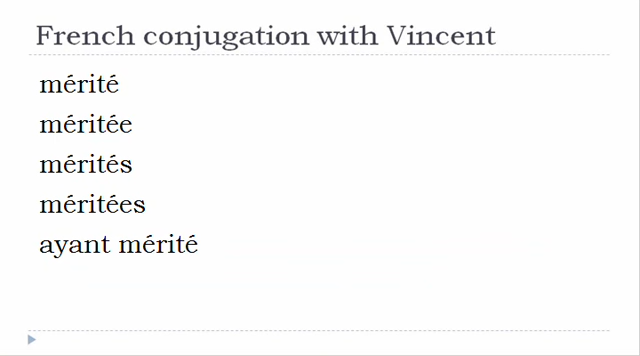 French conjugation with Vincent
mérité
méritée
mérités
méritées
ayant mérité